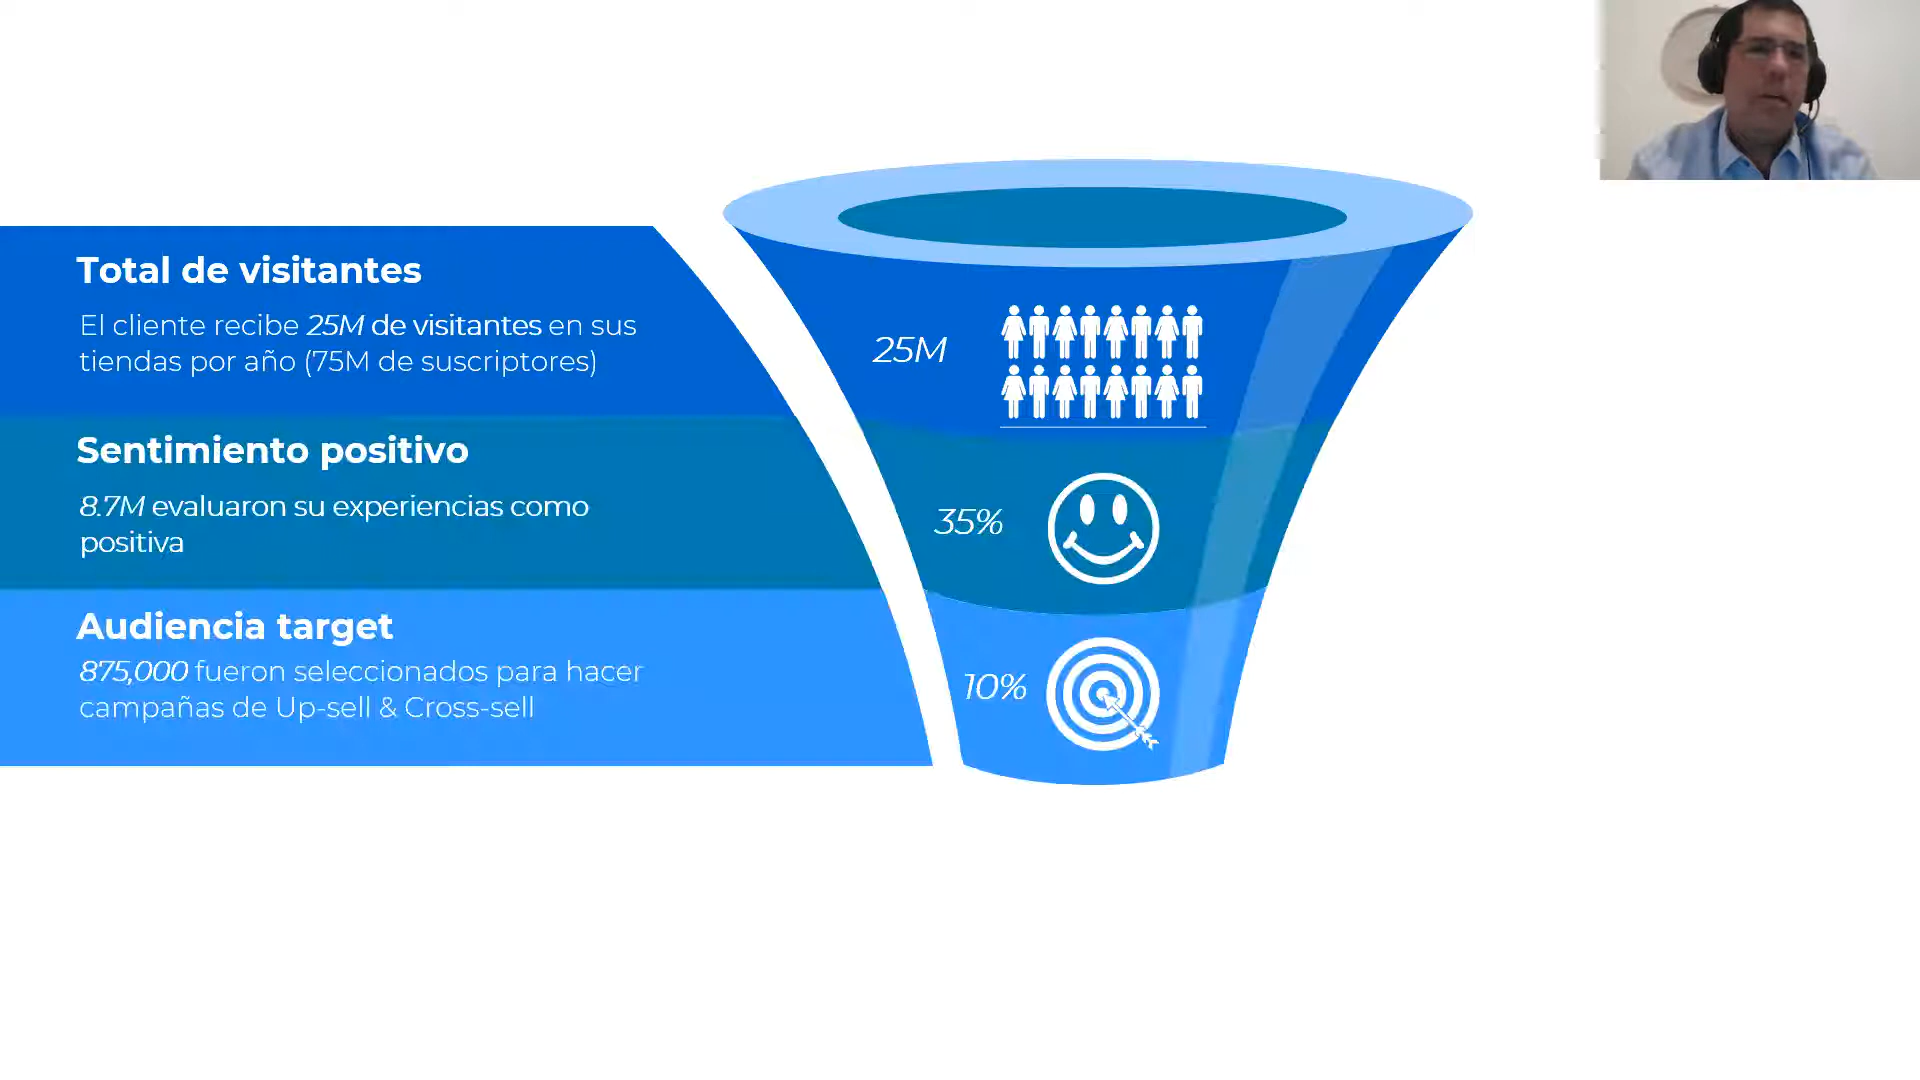 Total de visitantes
El cliente recibe 25M de visitantes en sus
tiendas por año (75M de suscriptores)
25M
Sentimiento positivo
8.7M evaluaron su experiencias como
positiva
35%
Audiencia target
875,000 fueron seleccionados para hacer
campañas de Up-sell & Cross-sell
10%